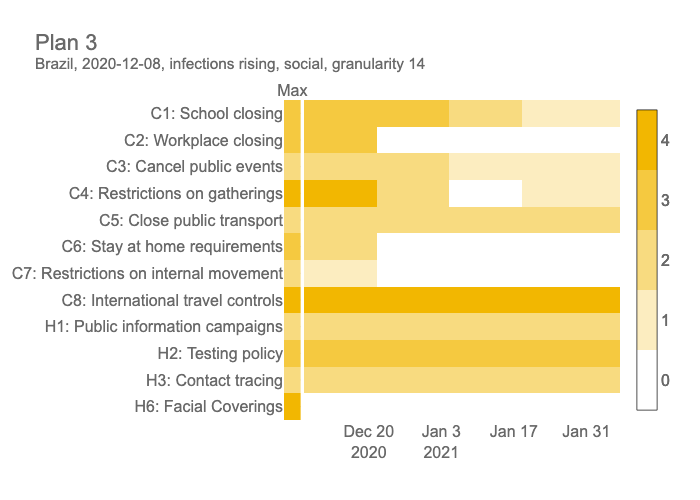 Plan 3
Brazil, 2020-12-08, infections rising, social, granularity 14
Max
C1: School closing
C2: Workplace closing
C3: Cancel public events
C4: Restrictions on gatherings
C5: Close public transport
C6: Stay at home requirements
C7: Restrictions on internal movement
C8: International travel controls
H1: Public information campaigns
H2: Testing policy
H3: Contact tracing
H6: Facial Coverings
4
3
2
1
0
Dec 20 Jan 3 Jan 17 Jan 31
2020 2021